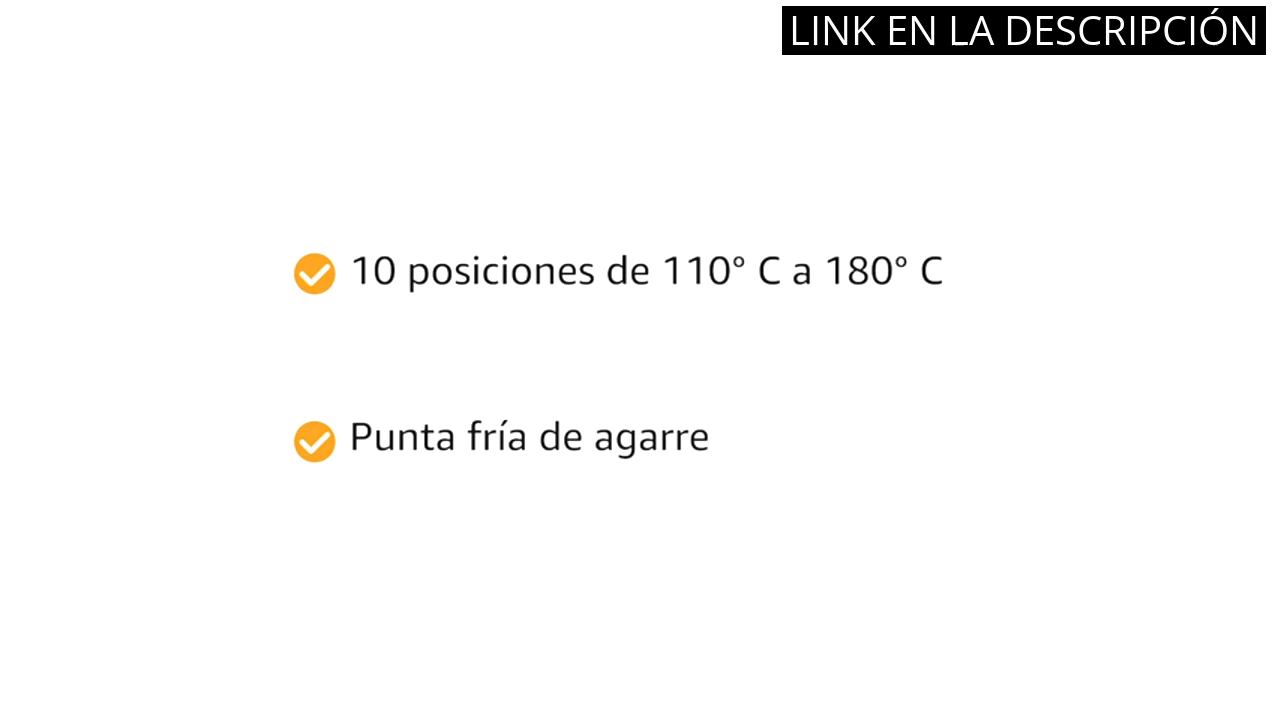 LINK EN LA DESCRIPCIÓN
10 posiciones de 110° C a 180° C
Punta fría de agarre